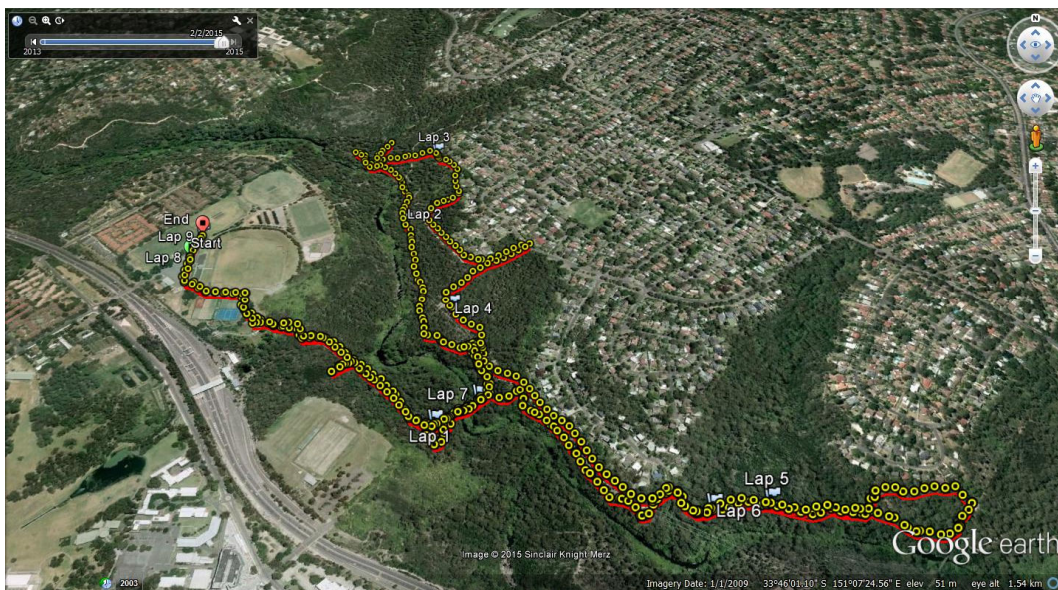 2/2/2015
2013
2015
N
Lap 3
Lap 2
End
Lap 9
Start
Lap 8
Lap 4
Lap 7
Lap 1
Lap 5
Lap 6
Image © 2015 Sinclair Knight Merz
Google earth
2003
Imagery Date: 1/1/2009 33°46'01.10" S 151°07'24.56" E elev 51 m eye alt 1.54 km